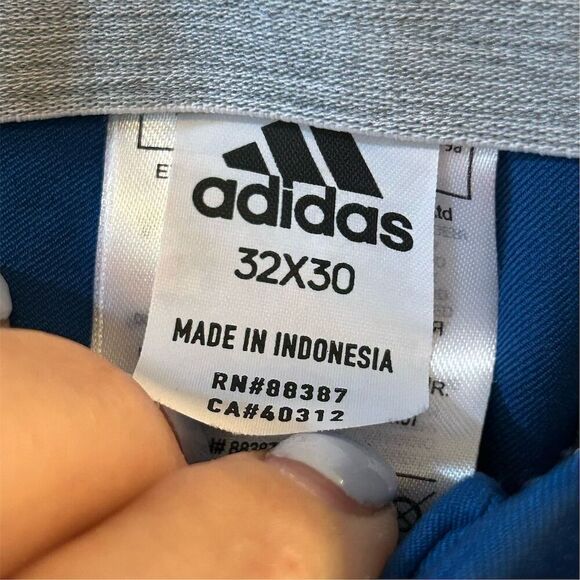 adidas
32X30
MADE IN INDONESIA
RN#88387
CA#40312